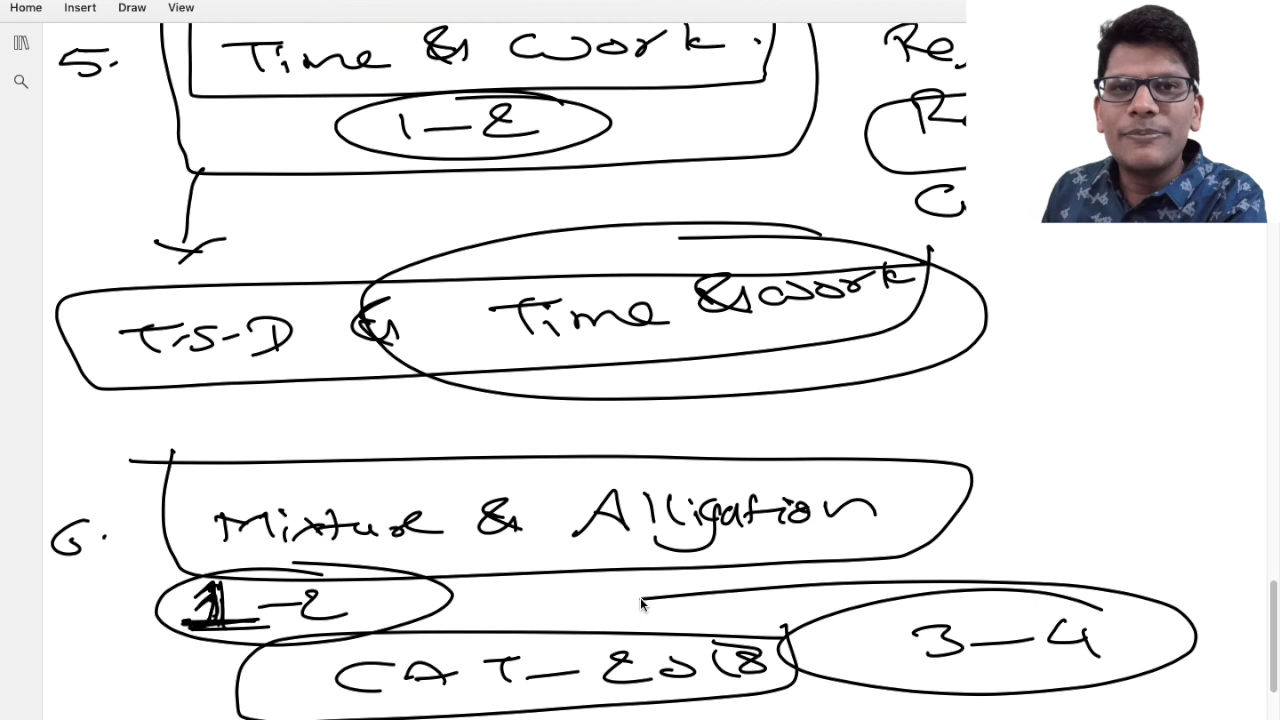 Home Insert Draw View
5. Time & Work.
1-2
Re.
T-S-D & Time & work
6. Mixture & Alligation
1-2
CAT-2018 3-4